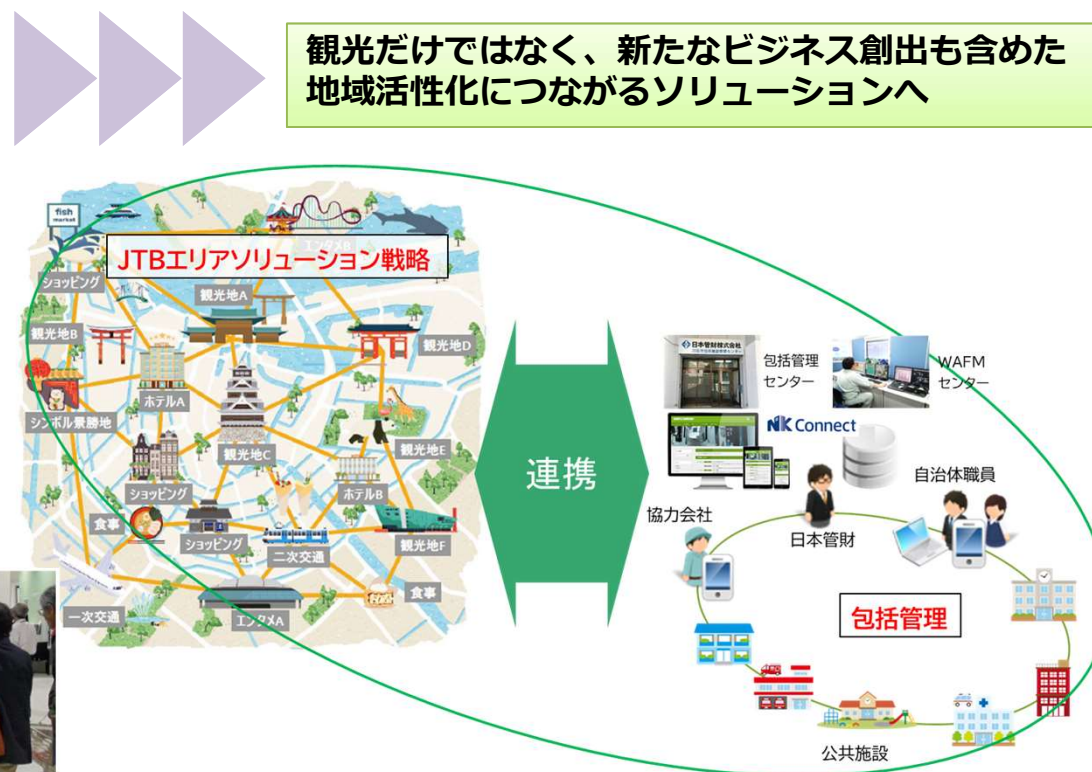 観光だけではなく、新たなビジネス創出も含めた
地域活性化につながるソリューションへ
fish
market
エンタメB
JTBエリアソリューション戦略
ショッピング
観光地A
観光地B
観光地D
ホテルA
シンボル景勝地
観光地C
観光地E
ショッピング
ホテルB
食事
ショッピング
二次交通
観光地F
一次交通
エンタメA
食事
連携
日本管財株式会社
包括管理
センター
WAFM
センター
NK Connect
自治体職員
協力会社
日本管財
包括管理
公共施設